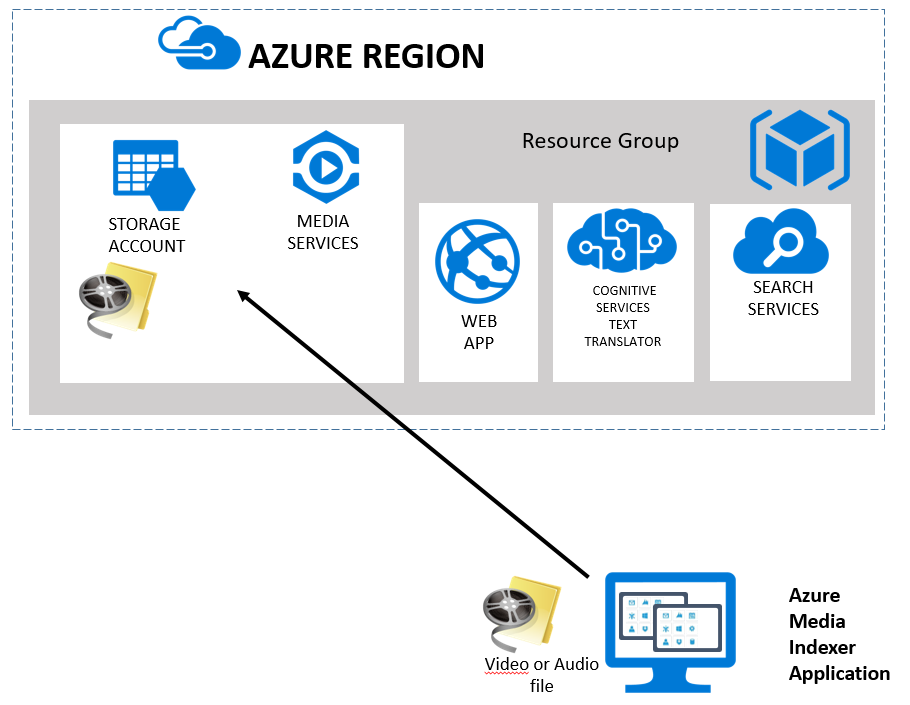 AZURE REGION
Resource Group
STORAGE
ACCOUNT
MEDIA
SERVICES
WEB
APP
COGNITIVE
SERVICES
TEXT
TRANSLATOR
SEARCH
SERVICES
Video or Audio
file
Azure
Media
Indexer
Application